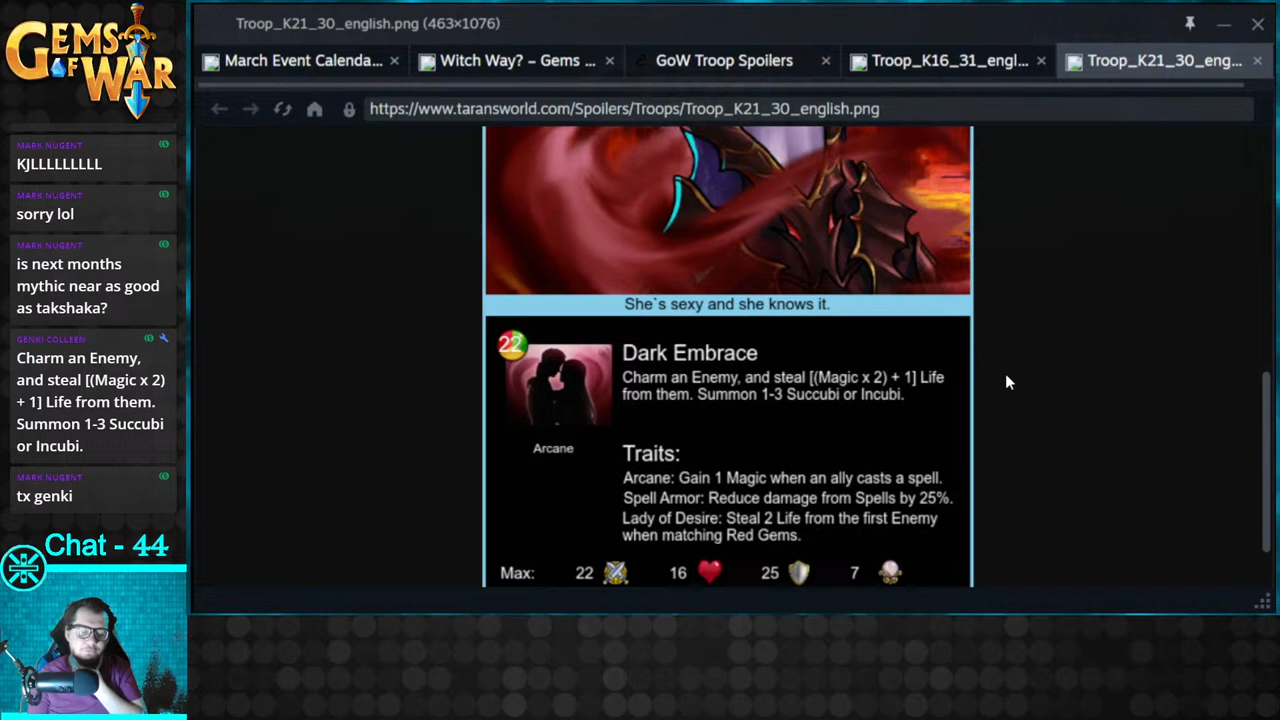 GEMS
OF
WAR
MARK NUGENT
KJLLLLLLLLL
MARK NUGENT
sorry lol
MARK NUGENT
is next months
mythic near as good
as takshaka?
GENKI COLLEEN
Charm an Enemy,
and steal [(Magic x 2)
+ 1] Life from them.
Summon 1-3 Succubi
or Incubi.
MARK NUGENT
tx genki
Chat - 44
Troop_K21_30_english.png (463×1076)
March Event Calenda...
Witch Way? – Gems ...
GoW Troop Spoilers
Troop_K16_31_engl...
Troop_K21_30_eng...
https://www.taransworld.com/Spoilers/Troops/Troop_K21_30_english.png
She`s sexy and she knows it.
22
Dark Embrace
Charm an Enemy, and steal [(Magic x 2) + 1] Life
from them. Summon 1-3 Succubi or Incubi.
Arcane
Traits:
Arcane: Gain 1 Magic when an ally casts a spell.
Spell Armor: Reduce damage from Spells by 25%.
Lady of Desire: Steal 2 Life from the first Enemy
when matching Red Gems.
Max: 22 16 25 7